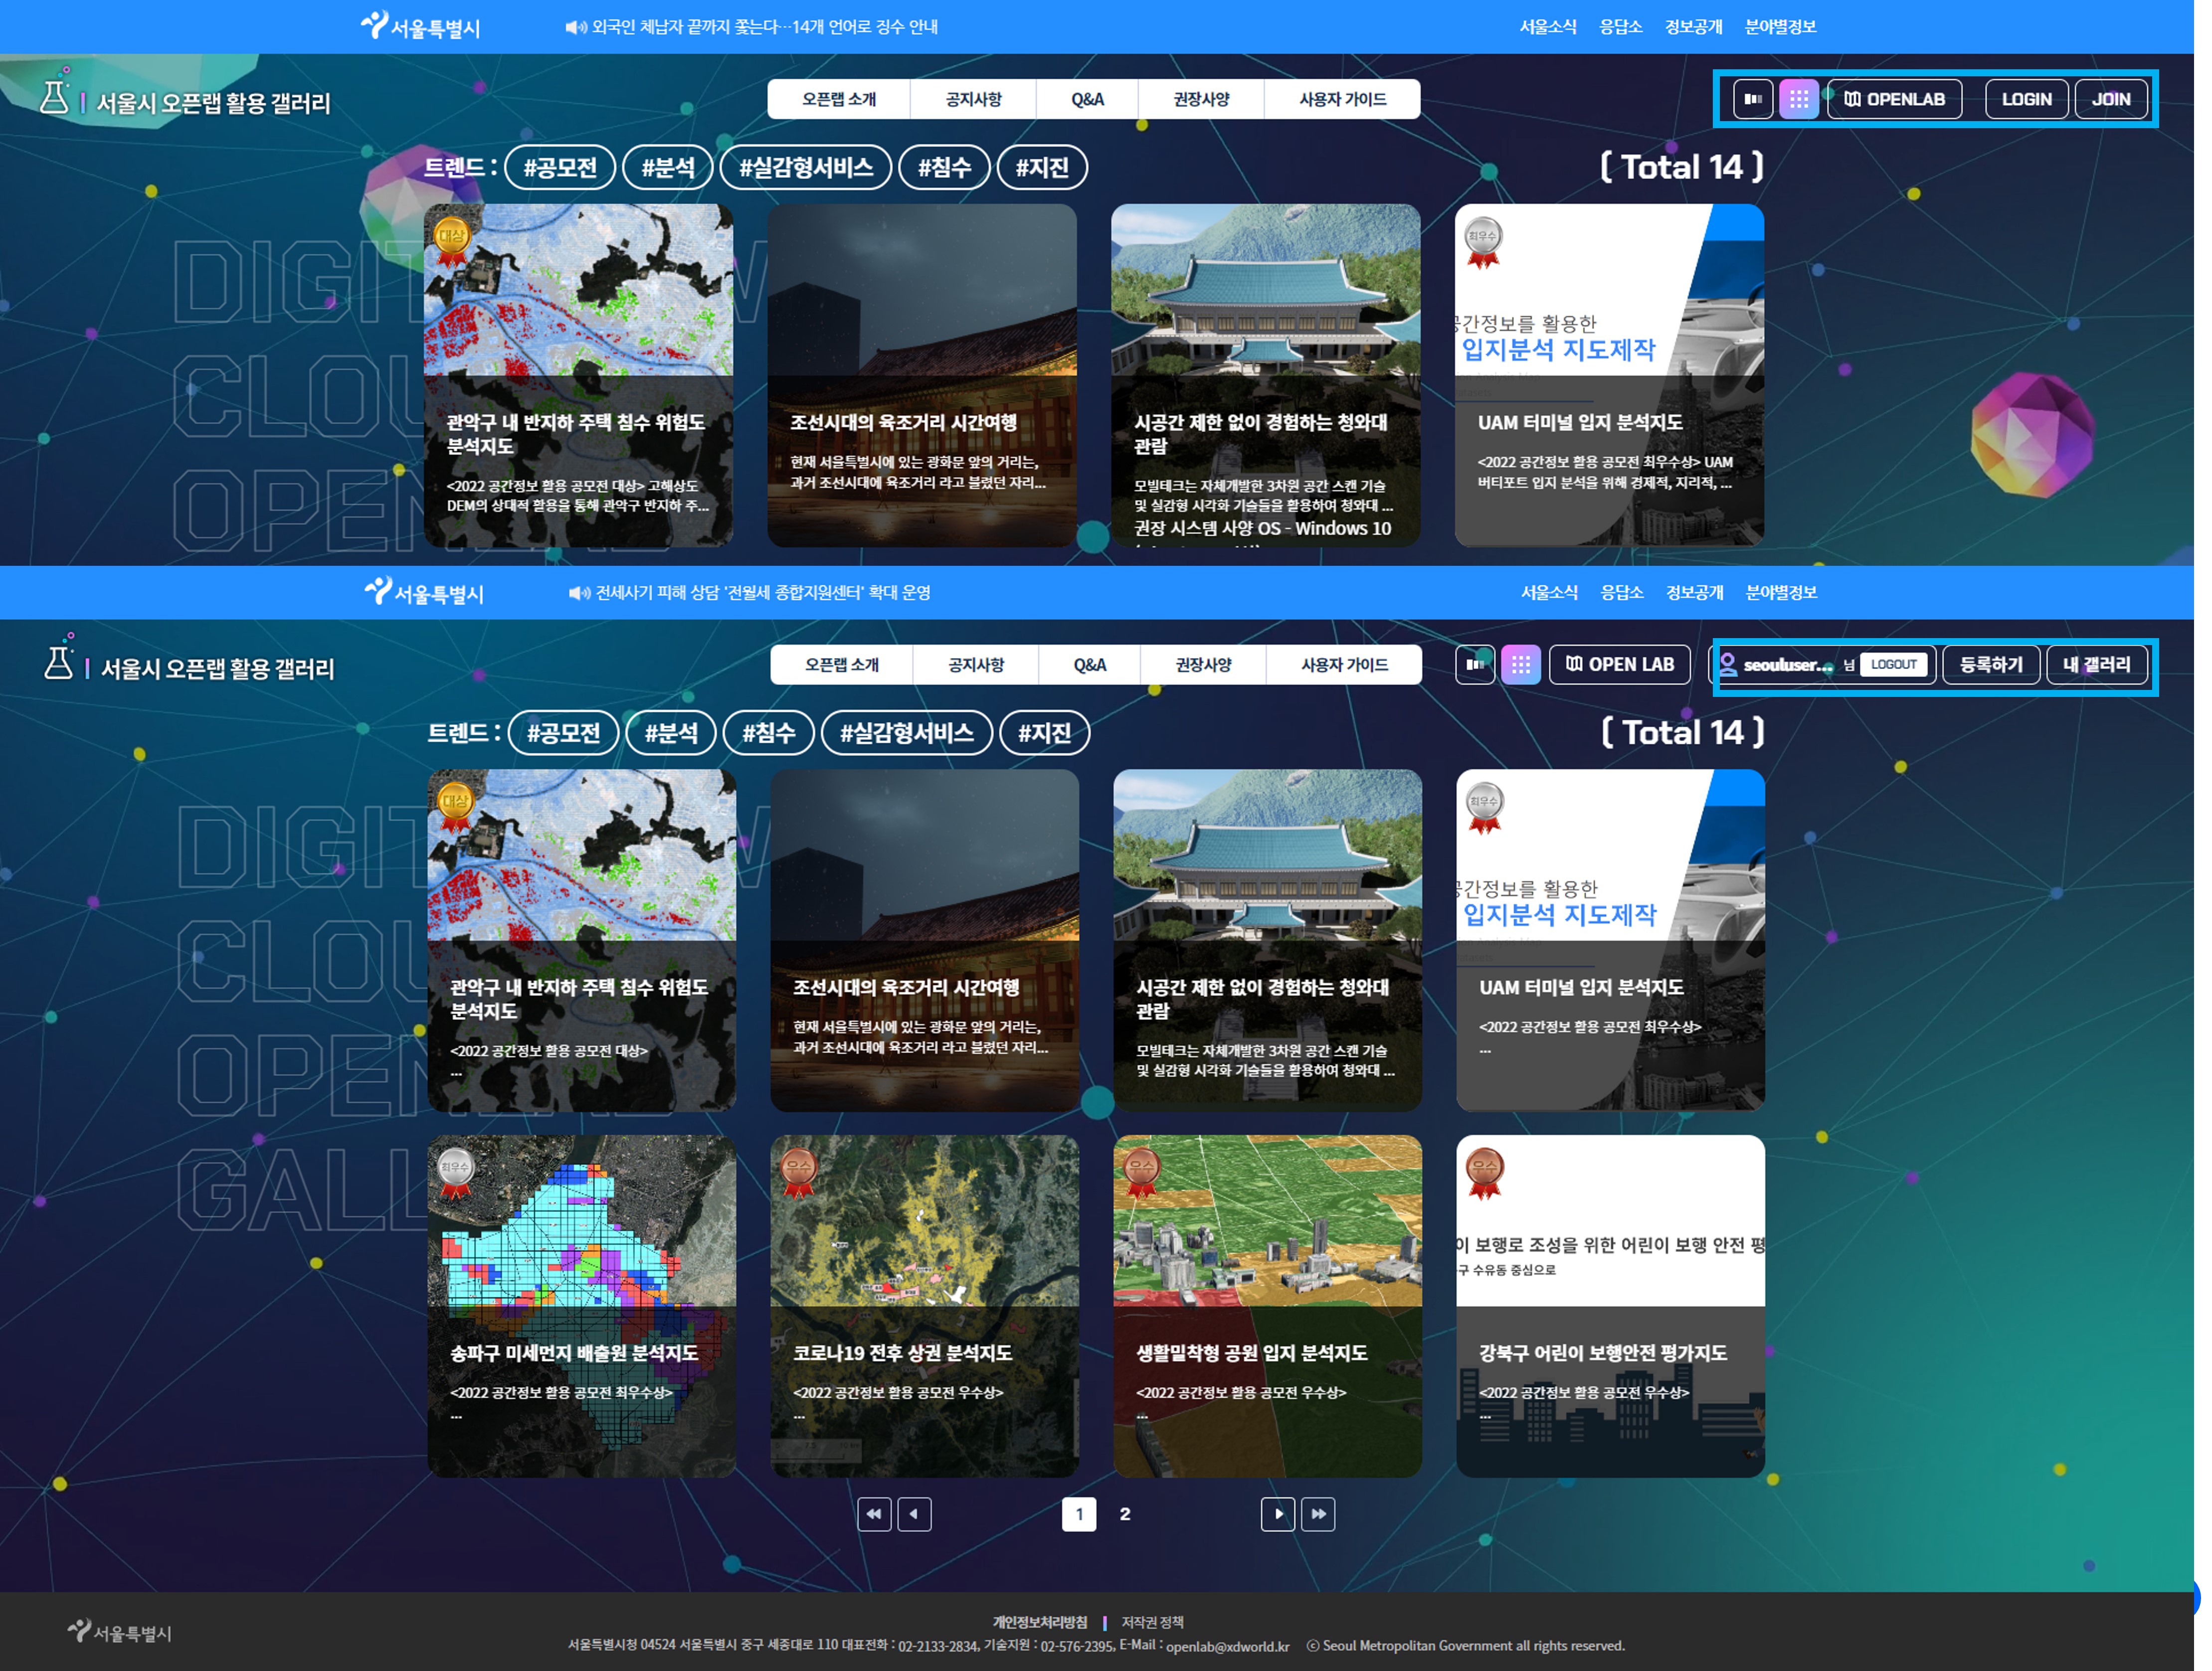 서울특별시
외국인 체납자 끝까지 쫓는다…14개 언어로 징수 안내
서울소식 응답소 정보공개 분야별정보
서울시 오픈랩 활용 갤러리
오픈랩 소개 공지사항 Q&A 권장사양 사용자 가이드
OPENLAB LOGIN JOIN
트렌드 : #공모전 #분석 #실감형서비스 #침수 #지진
( Total 14 )
DIGIT W
CLOU
OPEN
대상
관악구 내 반지하 주택 침수 위험도
분석지도
<2022 공간정보 활용 공모전 대상> 고해상도
DEM의 상대적 활용을 통해 관악구 반지하 주...
조선시대의 육조거리 시간여행
현재 서울특별시에 있는 광화문 앞의 거리는,
과거 조선시대에 육조거리 라고 불렸던 자리...
시공간 제한 없이 경험하는 청와대
관람
모빌테크는 자체개발한 3차원 공간 스캔 기술
및 실감형 시각화 기술들을 활용하여 청와대 ...
권장 시스템 사양 OS - Windows 10
최우수
공간정보를 활용한
입지분석 지도제작
UAM 터미널 입지 분석지도
<2022 공간정보 활용 공모전 최우수상> UAM
버티포트 입지 분석을 위해 경제적, 지리적, ...
서울특별시
전세사기 피해 상담 '전월세 종합지원센터' 확대 운영
서울소식 응답소 정보공개 분야별정보
서울시 오픈랩 활용 갤러리
오픈랩 소개 공지사항 Q&A 권장사양 사용자 가이드
OPEN LAB seouluser... 님 LOGOUT 등록하기 내 갤러리
트렌드 : #공모전 #분석 #침수 #실감형서비스 #지진
( Total 14 )
DIGIT W
CLOU
OPEN
GALL
대상
관악구 내 반지하 주택 침수 위험도
분석지도
<2022 공간정보 활용 공모전 대상>
...
조선시대의 육조거리 시간여행
현재 서울특별시에 있는 광화문 앞의 거리는,
과거 조선시대에 육조거리 라고 불렸던 자리...
시공간 제한 없이 경험하는 청와대
관람
모빌테크는 자체개발한 3차원 공간 스캔 기술
및 실감형 시각화 기술들을 활용하여 청와대 ...
최우수
공간정보를 활용한
입지분석 지도제작
UAM 터미널 입지 분석지도
<2022 공간정보 활용 공모전 최우수상>
...
최우수
송파구 미세먼지 배출원 분석지도
<2022 공간정보 활용 공모전 최우수상>
...
우수
코로나19 전후 상권 분석지도
<2022 공간정보 활용 공모전 우수상>
...
우수
생활밀착형 공원 입지 분석지도
<2022 공간정보 활용 공모전 우수상>
...
우수
이 보행로 조성을 위한 어린이 보행 안전 평
구 수유동 중심으로
강북구 어린이 보행안전 평가지도
<2022 공간정보 활용 공모전 우수상>
...
1 2
서울특별시
개인정보처리방침 저작권 정책
서울특별시청 04524 서울특별시 중구 세종대로 110 대표전화 : 02-2133-2834, 기술지원 : 02-576-2395, E-Mail : openlab@xdworld.kr ⓒ Seoul Metropolitan Government all rights reserved.